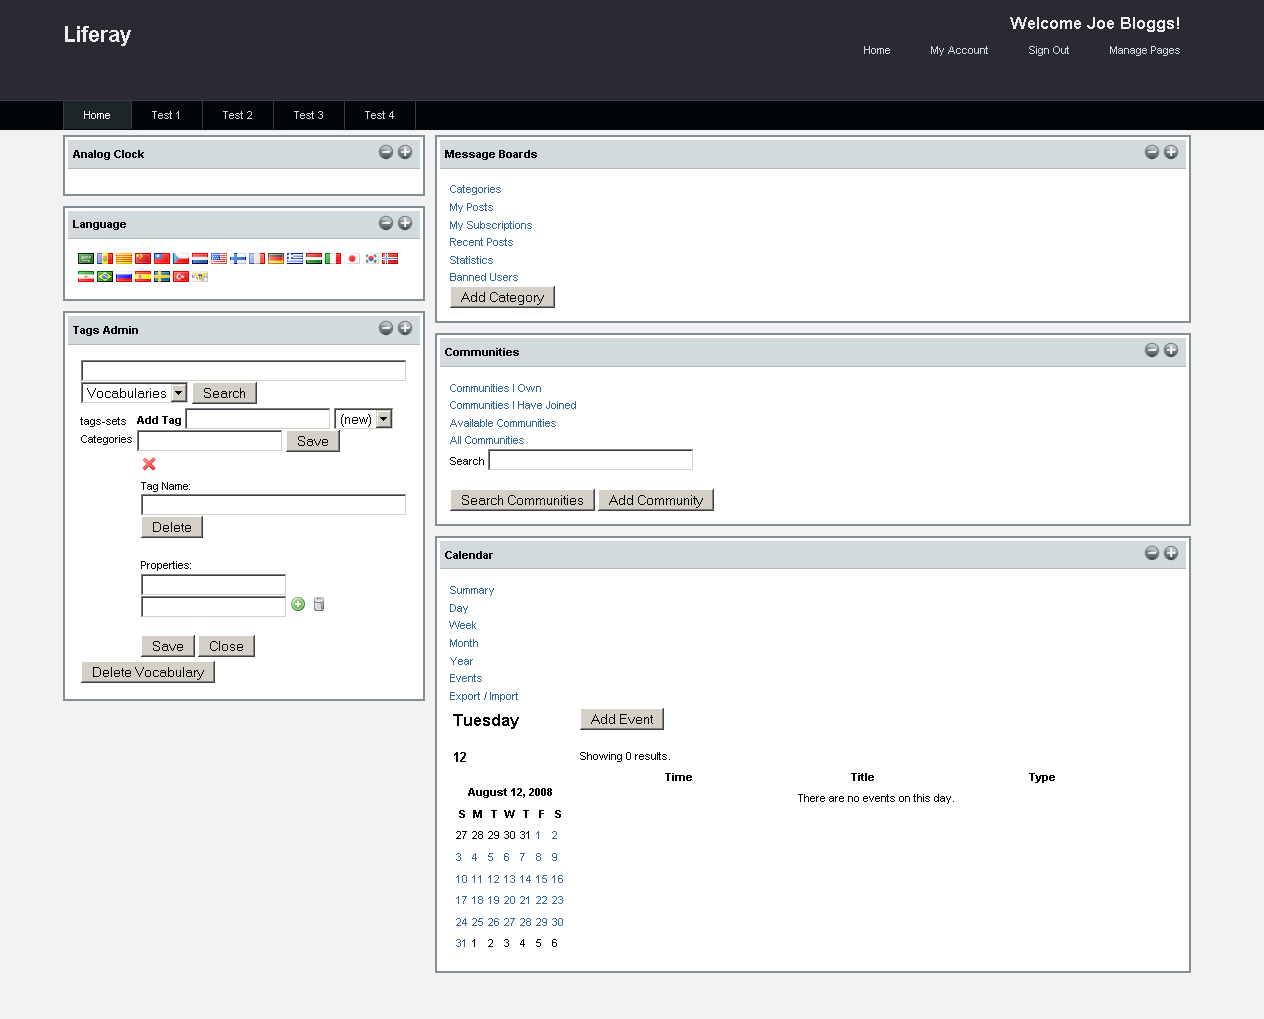 Liferay
Welcome Joe Bloggs!
Home My Account Sign Out Manage Pages
Home Test 1 Test 2 Test 3 Test 4
Analog Clock
Language
Tags Admin
Vocabularies Search
tags-sets Add Tag (new)
Categories Save
Tag Name:
Delete
Properties:
Save Close
Delete Vocabulary
Message Boards
Categories
My Posts
My Subscriptions
Recent Posts
Statistics
Banned Users
Add Category
Communities
Communities I Own
Communities I Have Joined
Available Communities
All Communities
Search
Search Communities Add Community
Calendar
Summary
Day
Week
Month
Year
Events
Export / Import
Tuesday Add Event
12 Showing 0 results.
Time Title Type
August 12, 2008 There are no events on this day.
S M T W T F S
27 28 29 30 31 1 2
3 4 5 6 7 8 9
10 11 12 13 14 15 16
17 18 19 20 21 22 23
24 25 26 27 28 29 30
31 1 2 3 4 5 6